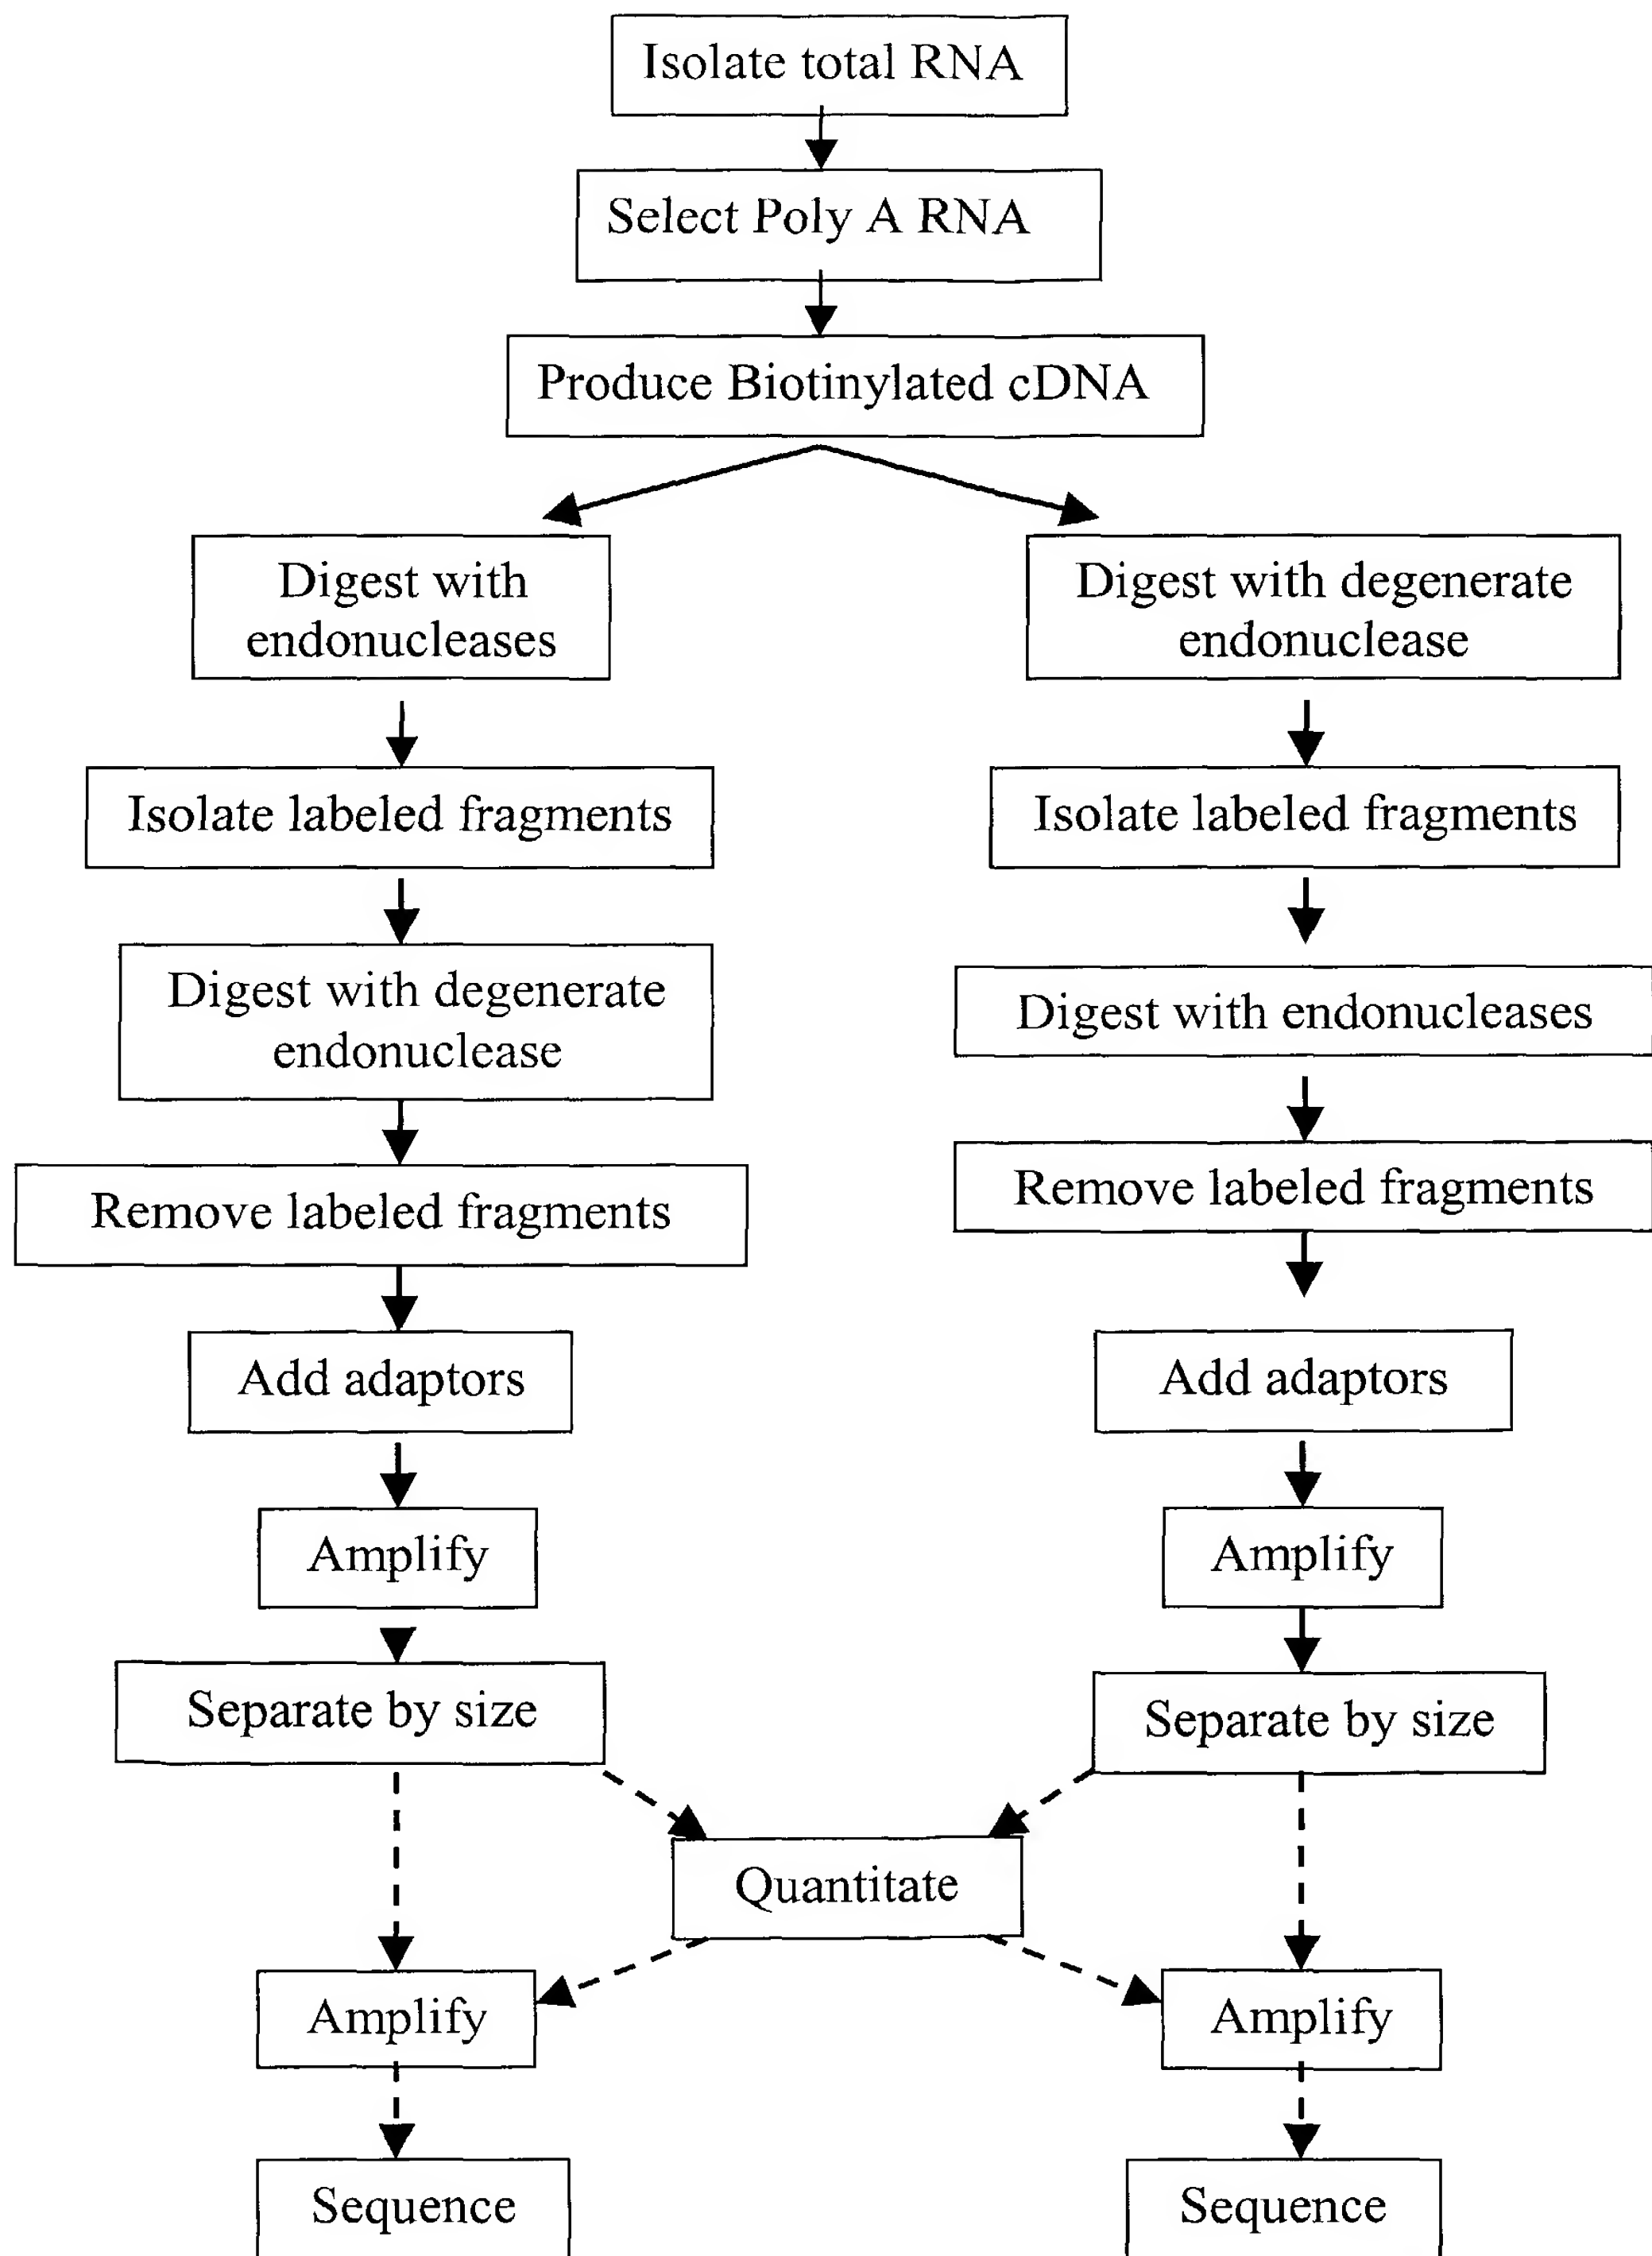 Isolate total RNA
Select Poly A RNA
Produce Biotinylated cDNA
Digest with
endonucleases
Isolate labeled fragments
Digest with degenerate
endonuclease
Remove labeled fragments
Add adaptors
Amplify
Separate by size
Digest with degenerate
endonuclease
Isolate labeled fragments
Digest with endonucleases
Remove labeled fragments
Add adaptors
Amplify
Separate by size
Quantitate
Amplify
Sequence
Amplify
Sequence